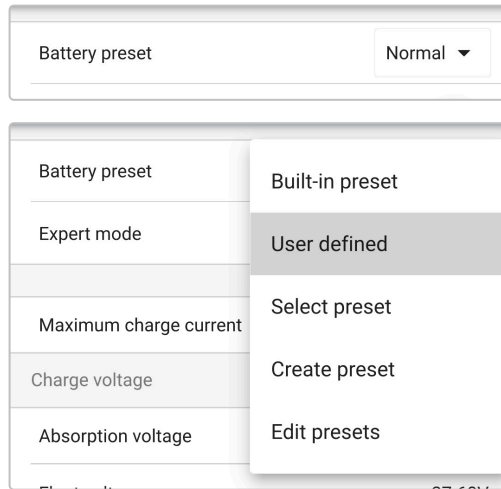 Battery preset Normal
Battery preset
Built-in preset
Expert mode
User defined
Select preset
Maximum charge current
Create preset
Charge voltage
Absorption voltage
Edit presets